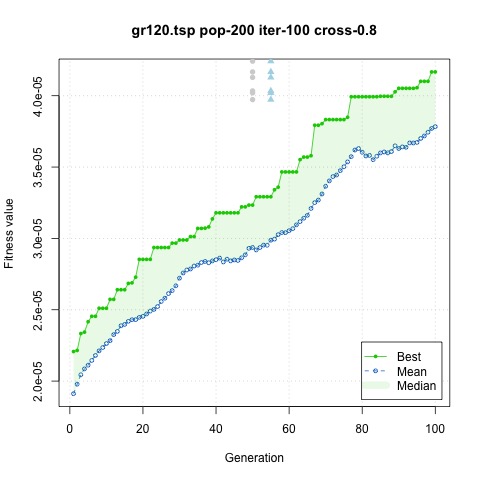 gr120.tsp pop-200 iter-100 cross-0.8
Fitness value
4.0e-05
3.5e-05
3.0e-05
2.5e-05
2.0e-05
Best
Mean
Median
0 20 40 60 80 100
Generation